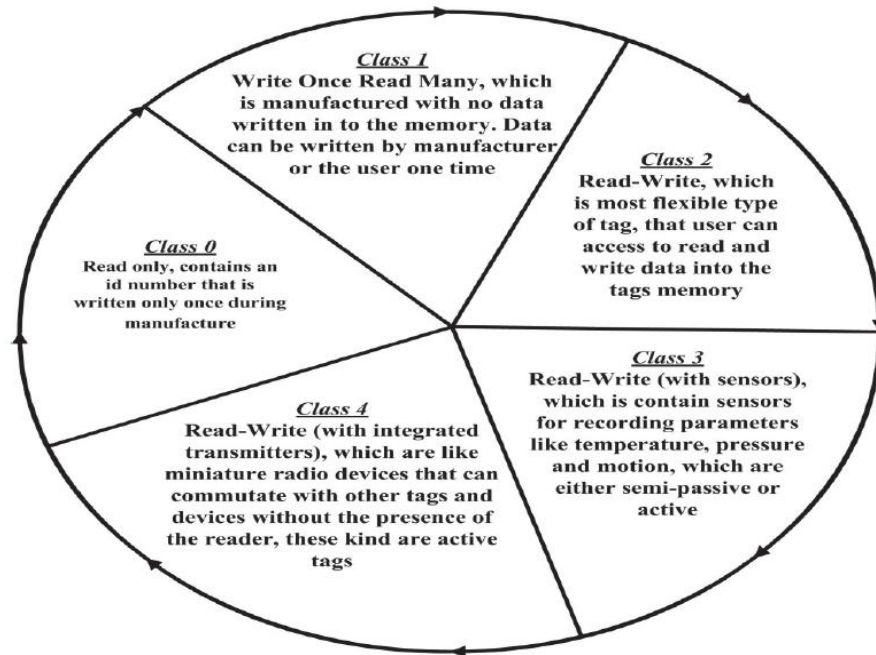 Class 1
Write Once Read Many, which
is manufactured with no data
written in to the memory. Data
can be written by manufacturer
or the user one time
Class 2
Read-Write, which
is most flexible type
of tag, that user can
access to read and
write data into the
tags memory
Class 3
Read-Write (with sensors),
which is contain sensors
for recording parameters
like temperature, pressure
and motion, which are
either semi-passive or
active
Class 4
Read-Write (with integrated
transmitters), which are like
miniature radio devices that can
commutate with other tags and
devices without the presence of
the reader, these kind are active
tags
Class 0
Read only, contains an
id number that is
written only once during
manufacture